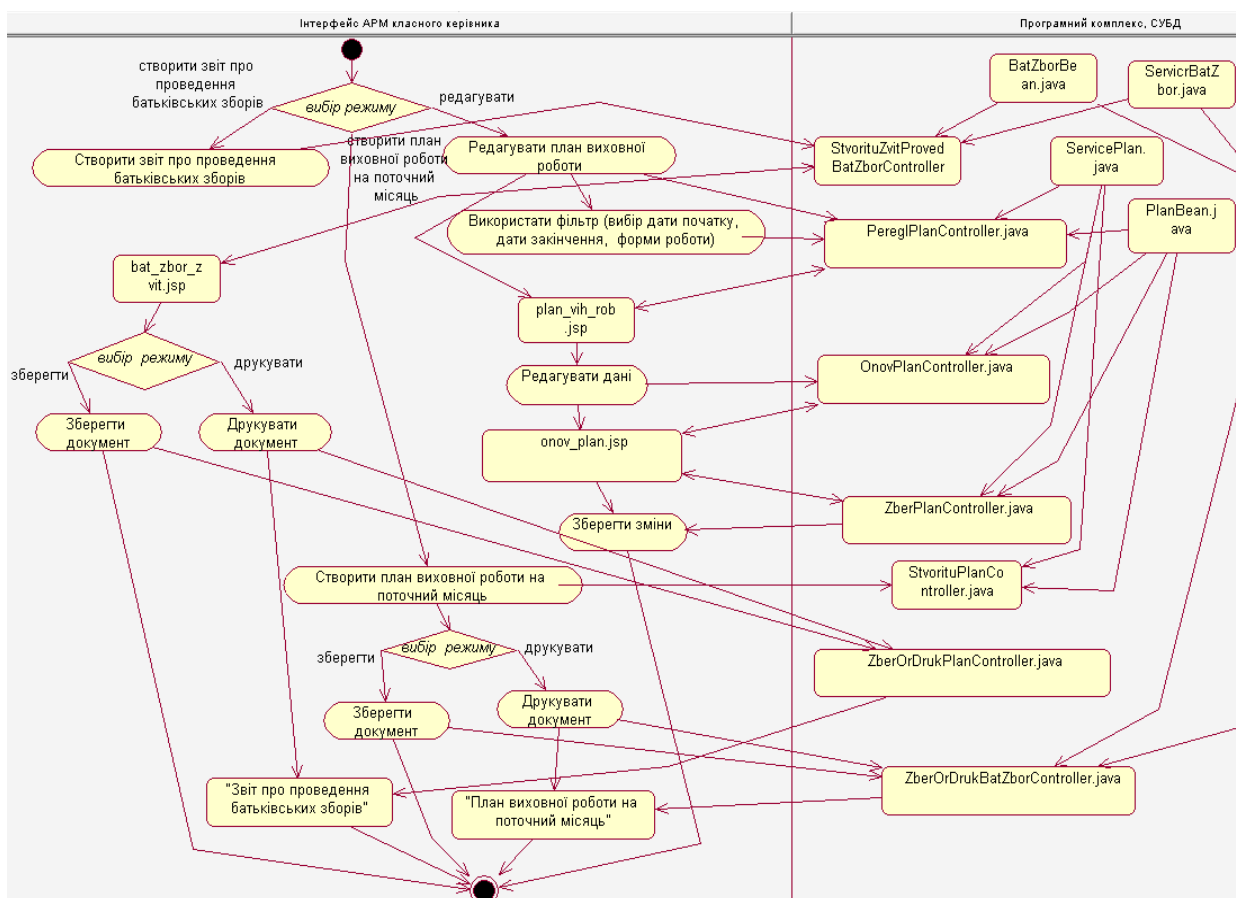 Інтерфейс АРМ класного керівника
Програмний комплекс, СУБД
створити звіт про
проведення
батьківських зборів
вибір режиму
редагувати
створити план
виховної роботи
на поточний
місяць
Створити звіт про проведення
батьківських зборів
Редагувати план виховної
роботи
Використати фільтр (вибір дати початку,
дати закінчення, форми роботи)
BatZborBe
an.java
ServicrBatZ
bor.java
StvorituZvitProved
BatZborController
ServicePlan.
java
PlanBean.j
ava
PereglPlanController.java
bat_zbor_z
vit.jsp
plan_vih_rob
.jsp
вибір режиму
зберегти
друкувати
Редагувати дані
OnovPlanController.java
Зберегти
документ
Друкувати
документ
onov_plan.jsp
ZberPlanController.java
Зберегти зміни
StvorituPlanCo
ntroller.java
Створити план виховної роботи на
поточний місяць
вибір режиму
зберегти
друкувати
ZberOrDrukPlanController.java
Зберегти
документ
Друкувати
документ
ZberOrDrukBatZborController.java
"Звіт про проведення
батьківських зборів"
"План виховної роботи на
поточний місяць"